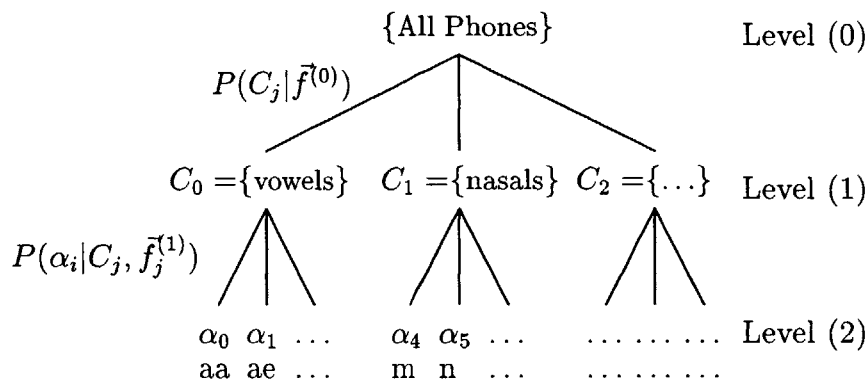 {All Phones} Level (0)
P(C_j|f⃗^(0))
C_0 ={vowels} C_1 ={nasals} C_2 ={...} Level (1)
P(α_i|C_j, f⃗_j^(1))
α_0 α_1 ... α_4 α_5 ... ... ... ... Level (2)
aa ae ... m n ... ... ... ...